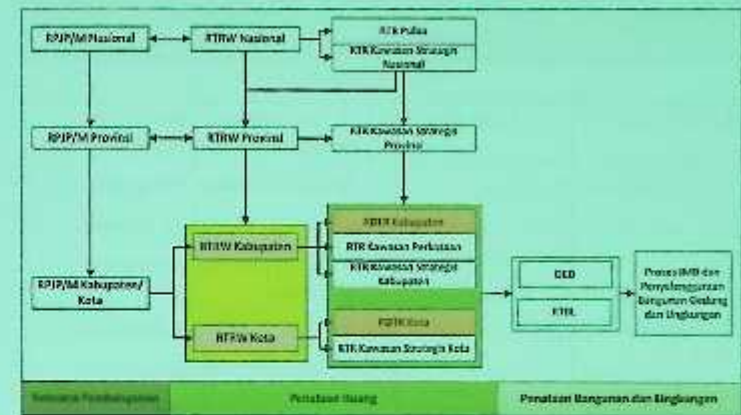 RPJP/M Nasional
RTRW Nasional
RTR Pulau
RTR Kawasan Strategis
Nasional
RPJP/M Provinsi
RTRW Provinsi
RTR Kawasan Strategis
Provinsi
RDTR Kabupaten
RTRW Kabupaten
RTR Kawasan Perkotaan
RTR Kawasan Strategis
Kabupaten
RPJP/M Kabupaten/
Kota
RTRW Kota
RDTR Kota
RTR Kawasan Strategis Kota
RTBL
Proses IMB dan
Penyelenggaraan
Bangunan Gedung
dan Lingkungan
Penataan Ruang
Penataan Bangunan dan Lingkungan